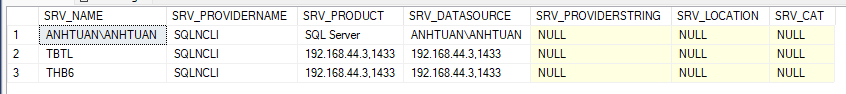 SRV_NAME SRV_PROVIDERNAME SRV_PRODUCT SRV_DATASOURCE SRV_PROVIDERSTRING SRV_LOCATION SRV_CAT
1 ANHTUAN\ANHTUAN SQLNCLI SQL Server ANHTUAN\ANHTUAN NULL NULL NULL
2 TBTL SQLNCLI 192.168.44.3,1433 192.168.44.3,1433 NULL NULL NULL
3 THB6 SQLNCLI 192.168.44.3,1433 192.168.44.3,1433 NULL NULL NULL